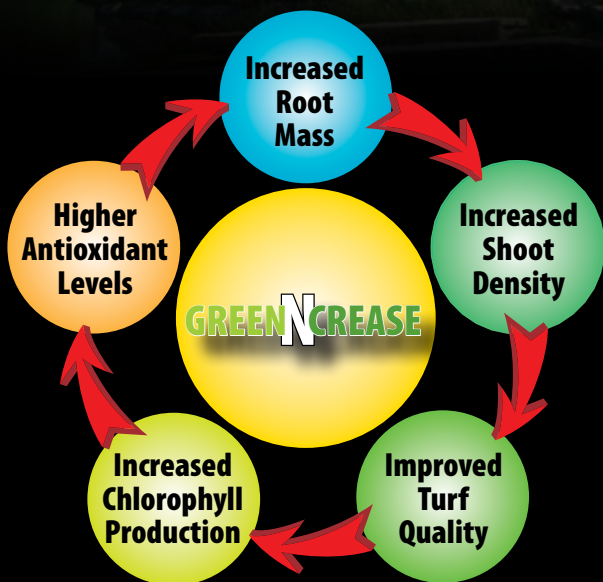 Increased
Root
Mass
Increased
Shoot
Density
Improved
Turf
Quality
Increased
Chlorophyll
Production
Higher
Antioxidant
Levels
GREENNCREASE